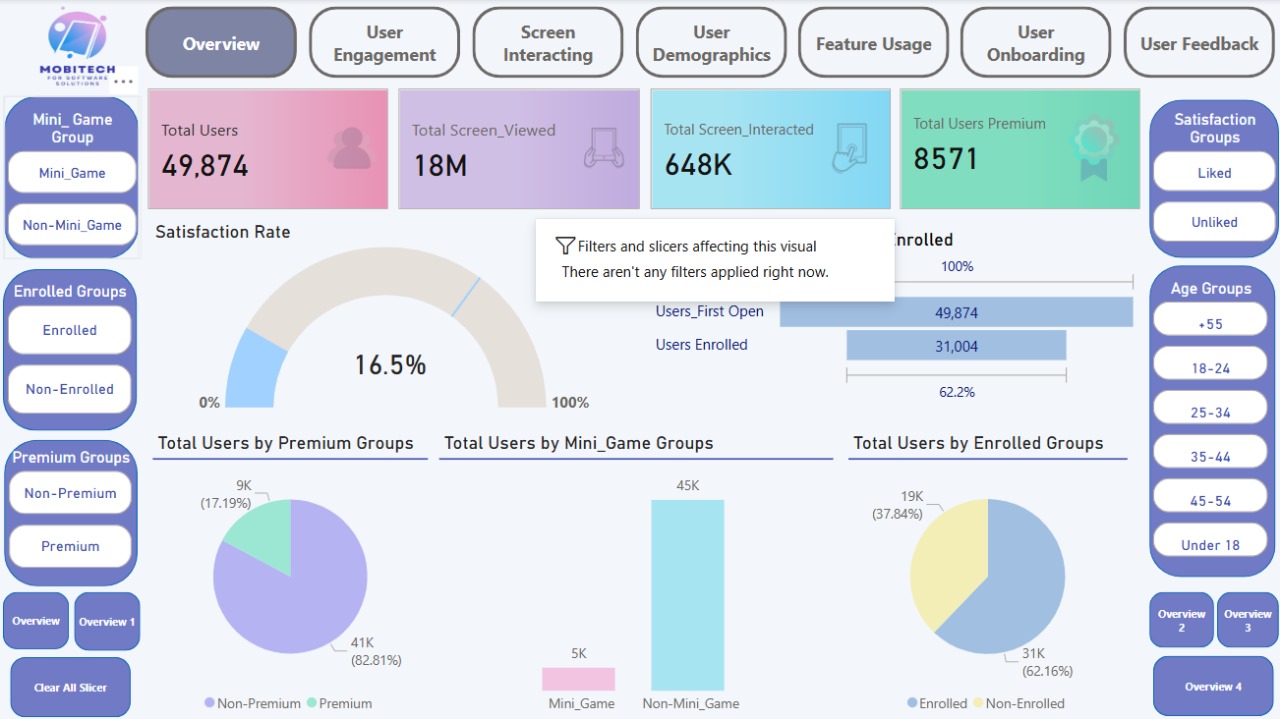 MOBITECH
FOR SOFTWARE
SOLUTIONS
Overview
User
Engagement
Screen
Interacting
User
Demographics
Feature Usage
User
Onboarding
User Feedback
Mini_ Game
Group
Mini_Game
Non-Mini_Game
Enrolled Groups
Enrolled
Non-Enrolled
Premium Groups
Non-Premium
Premium
Overview
Overview 1
Clear All Slicer
Total Users
49,874
Total Screen_Viewed
18M
Total Screen_Interacted
648K
Total Users Premium
8571
Satisfaction Rate
16.5%
0%
100%
Filters and slicers affecting this visual
There aren't any filters applied right now.
Enrolled
100%
Users_First Open
49,874
Users Enrolled
31,004
62.2%
Total Users by Premium Groups
9K
(17.19%)
41K
(82.81%)
Non-Premium
Premium
Total Users by Mini_Game Groups
45K
5K
Mini_Game
Non-Mini_Game
Total Users by Enrolled Groups
19K
(37.84%)
31K
(62.16%)
Enrolled
Non-Enrolled
Satisfaction
Groups
Liked
Unliked
Age Groups
+55
18-24
25-34
35-44
45-54
Under 18
Overview
2
Overview
3
Overview 4